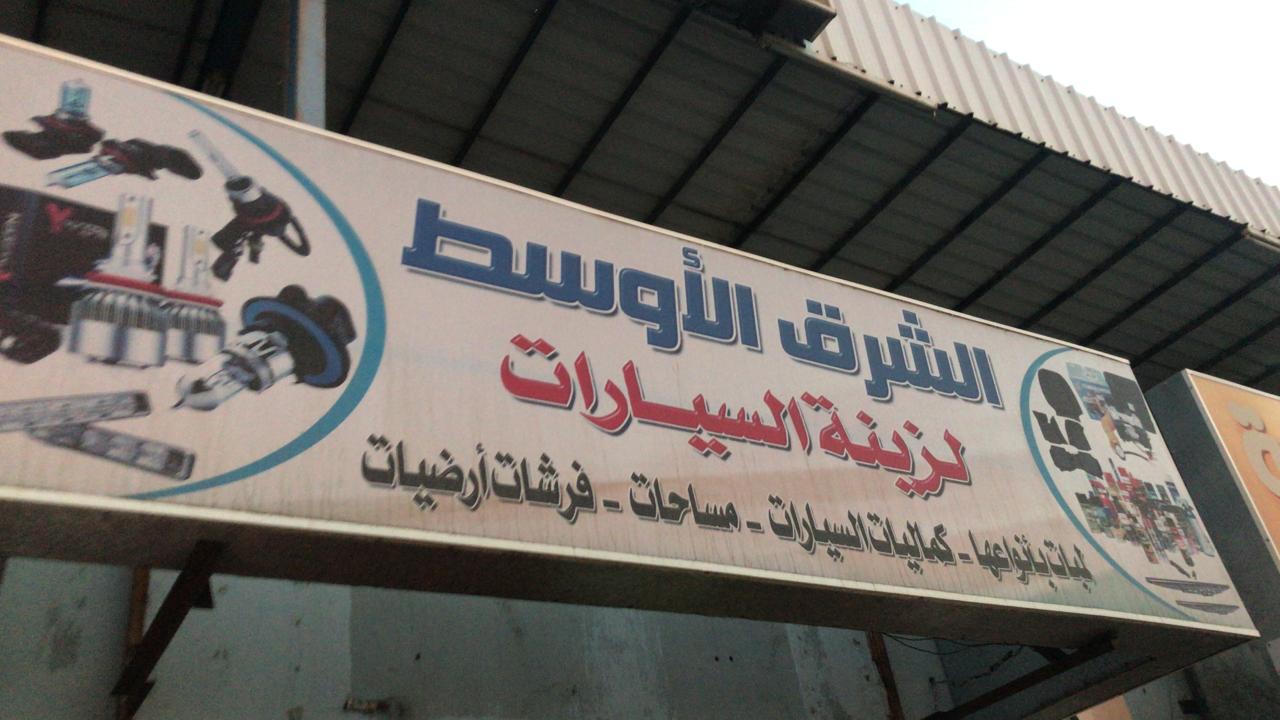 الشرق الأوسط
لزينة السيارات
لمبات بأنواعها - كماليات السيارات - مساحات - فرشات أرضيات